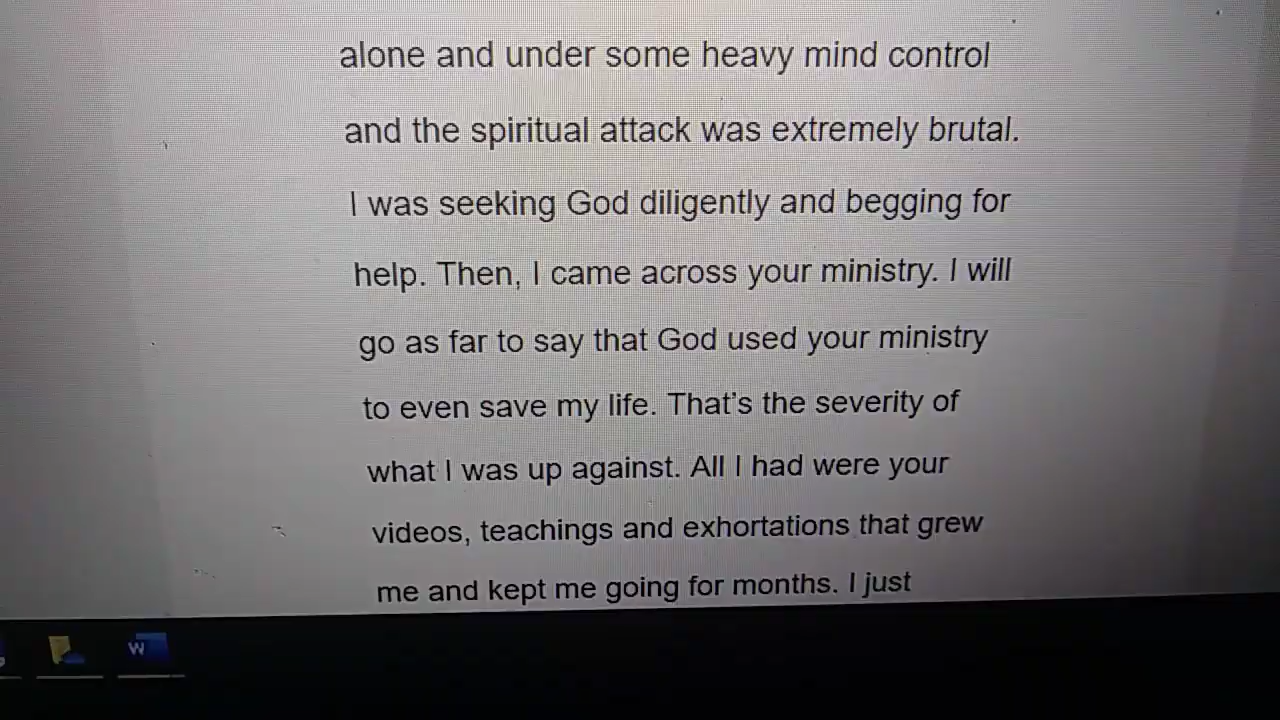 alone and under some heavy mind control
and the spiritual attack was extremely brutal.
I was seeking God diligently and begging for
help. Then, I came across your ministry. I will
go as far to say that God used your ministry
to even save my life. That's the severity of
what I was up against. All I had were your
videos, teachings and exhortations that grew
me and kept me going for months. I just
W